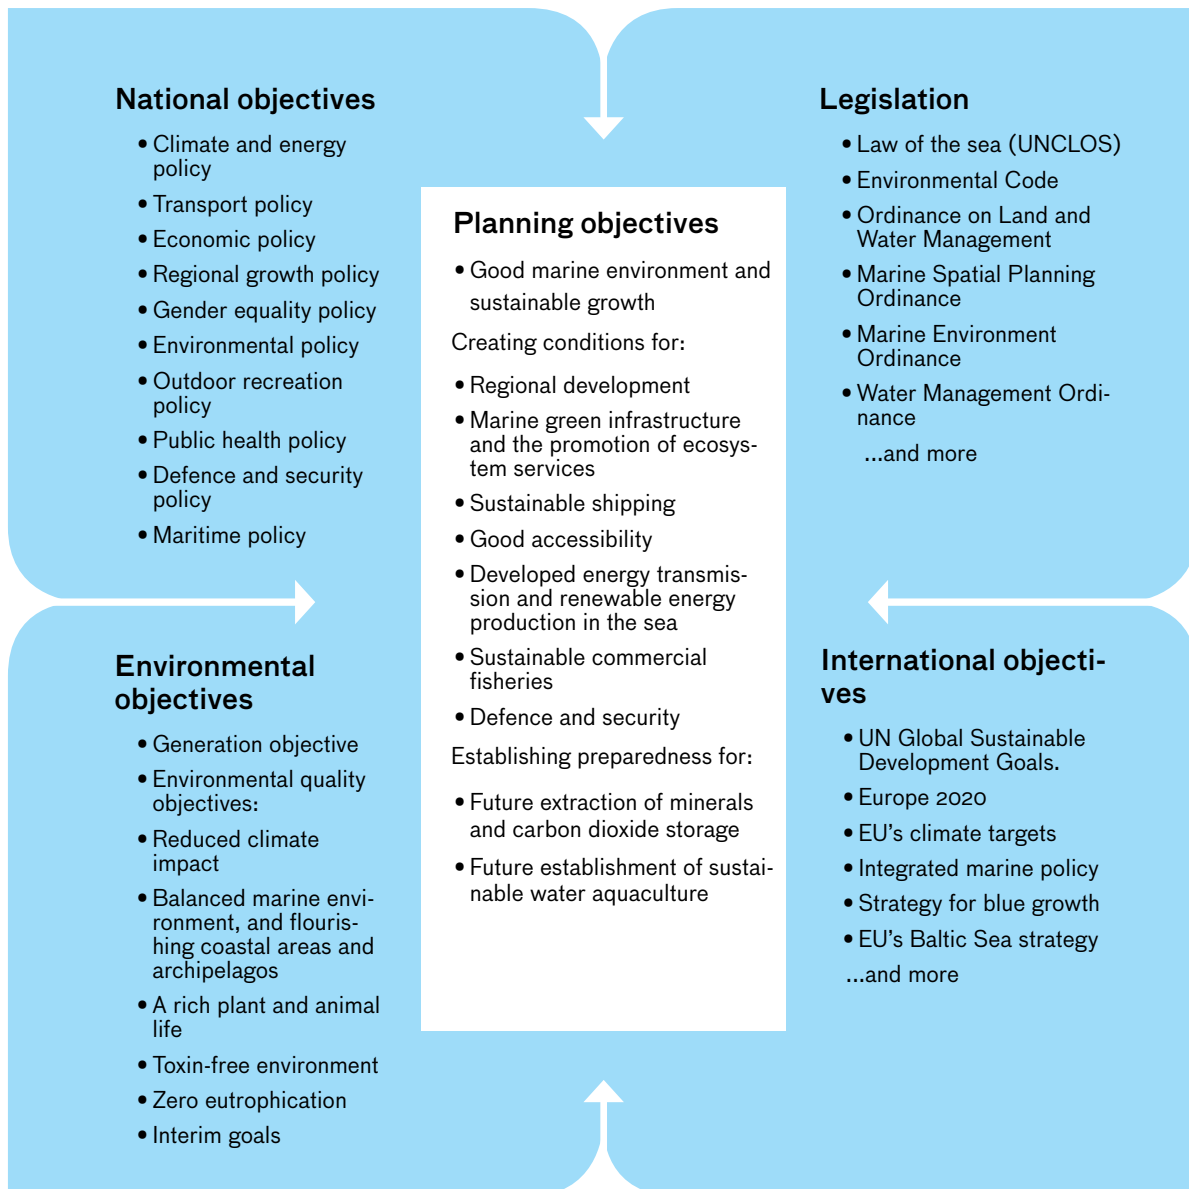 National objectives
• Climate and energy
policy
• Transport policy
• Economic policy
• Regional growth policy
• Gender equality policy
• Environmental policy
• Outdoor recreation
policy
• Public health policy
• Defence and security
policy
• Maritime policy
Environmental
objectives
• Generation objective
• Environmental quality
objectives:
• Reduced climate
impact
• Balanced marine envi-
ronment, and flouris-
hing coastal areas and
archipelagos
• A rich plant and animal
life
• Toxin-free environment
• Zero eutrophication
• Interim goals
Planning objectives
• Good marine environment and
sustainable growth
Creating conditions for:
• Regional development
• Marine green infrastructure
and the promotion of ecosys-
tem services
• Sustainable shipping
• Good accessibility
• Developed energy transmis-
sion and renewable energy
production in the sea
• Sustainable commercial
fisheries
• Defence and security
Establishing preparedness for:
• Future extraction of minerals
and carbon dioxide storage
• Future establishment of sustai-
nable water aquaculture
Legislation
• Law of the sea (UNCLOS)
• Environmental Code
• Ordinance on Land and
Water Management
• Marine Spatial Planning
Ordinance
• Marine Environment
Ordinance
• Water Management Ordi-
nance
...and more
International objecti-
ves
• UN Global Sustainable
Development Goals.
• Europe 2020
• EU's climate targets
• Integrated marine policy
• Strategy for blue growth
• EU's Baltic Sea strategy
...and more